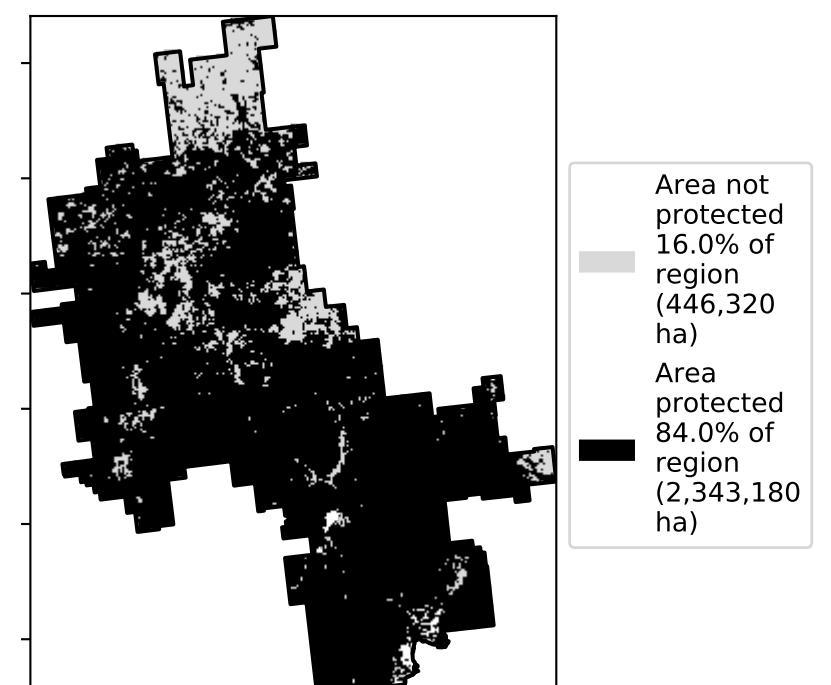 Area not
protected
16.0% of
region
(446,320
ha)
Area
protected
84.0% of
region
(2,343,180
ha)